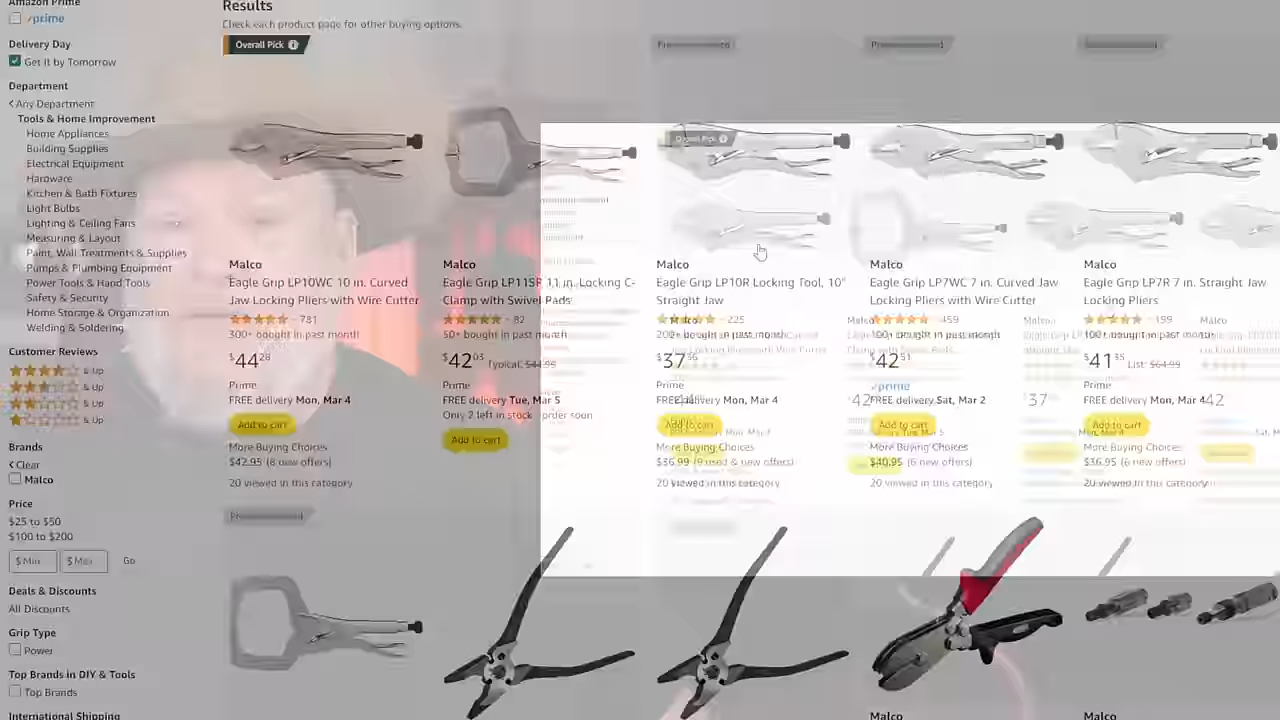 Amazon Prime
prime
Delivery Day
Get it by Tomorrow
Department
Any Department
Tools & Home Improvement
Home Appliances
Building Supplies
Electrical Equipment
Hardware
Kitchen & Bath Fixtures
Light Bulbs
Lighting & Ceiling Fans
Measuring & Layout
Paint, Wall Treatments & Supplies
Pumps & Plumbing Equipment
Power Tools & Hand Tools
Safety & Security
Home Storage & Organization
Welding & Soldering
Customer Reviews
& Up
& Up
& Up
& Up
Brands
Clear
Malco
Price
$25 to $50
$100 to $200
$ Min
$ Max
Go
Deals & Discounts
All Discounts
Grip Type
Power
Top Brands in DIY & Tools
Top Brands
International Shipping
Results
Check each product page for other buying options.
Overall Pick
Malco
Eagle Grip LP10WC 10 in. Curved
Jaw Locking Pliers with Wire Cutter
781
300+ bought in past month
$44 28
Prime
FREE delivery Mon, Mar 4
Add to cart
More Buying Choices
$42.95 (8 new offers)
20 viewed in this category
Malco
Eagle Grip LP11SP 11 in. Locking C-
Clamp with Swivel Pads
82
50+ bought in past month
$42 03 Typical: $44.95
Prime
FREE delivery Tue, Mar 5
Only 2 left in stock order soon
Add to cart
Overall Pick
Malco
Eagle Grip LP10R Locking Tool, 10"
Straight Jaw
225
200+ bought in past month
$37
Prime
FREE delivery Mon, Mar 4
Add to cart
More Buying Choices
$36.99 (9 used & new offers)
20 viewed in this category
Malco
Eagle Grip LP7WC 7 in. Curved Jaw
Locking Pliers with Wire Cutter
459
100+ bought in past month
$42 51
prime
FREE delivery Sat, Mar 2
Add to cart
More Buying Choices
$40.95 (6 new offers)
20 viewed in this category
Malco
Eagle Grip LP7R 7 in. Straight Jaw
Locking Pliers
199
100+ bought in past month
$41 35 List: $64.99
Prime
FREE delivery Mon, Mar 4
Add to cart
More Buying Choices
$36.95 (6 new offers)
20 viewed in this category
Malco
Malco